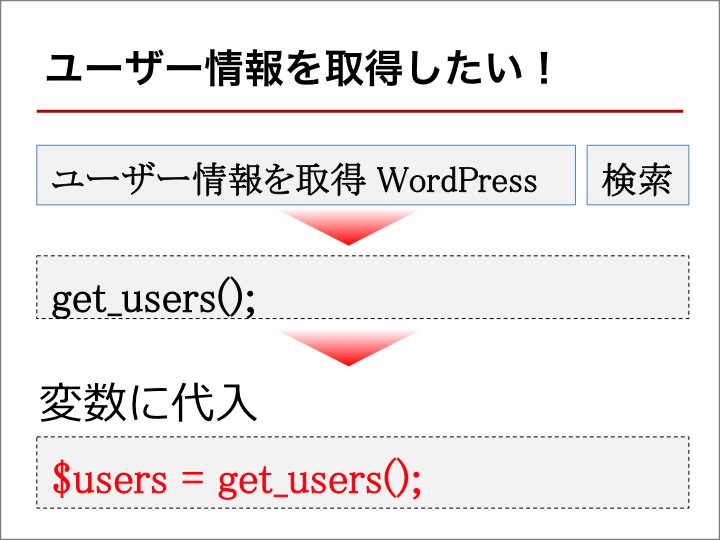 ユーザー情報を取得したい！
ユーザー情報を取得 WordPress 検索
get_users();
変数に代入
$users = get_users();